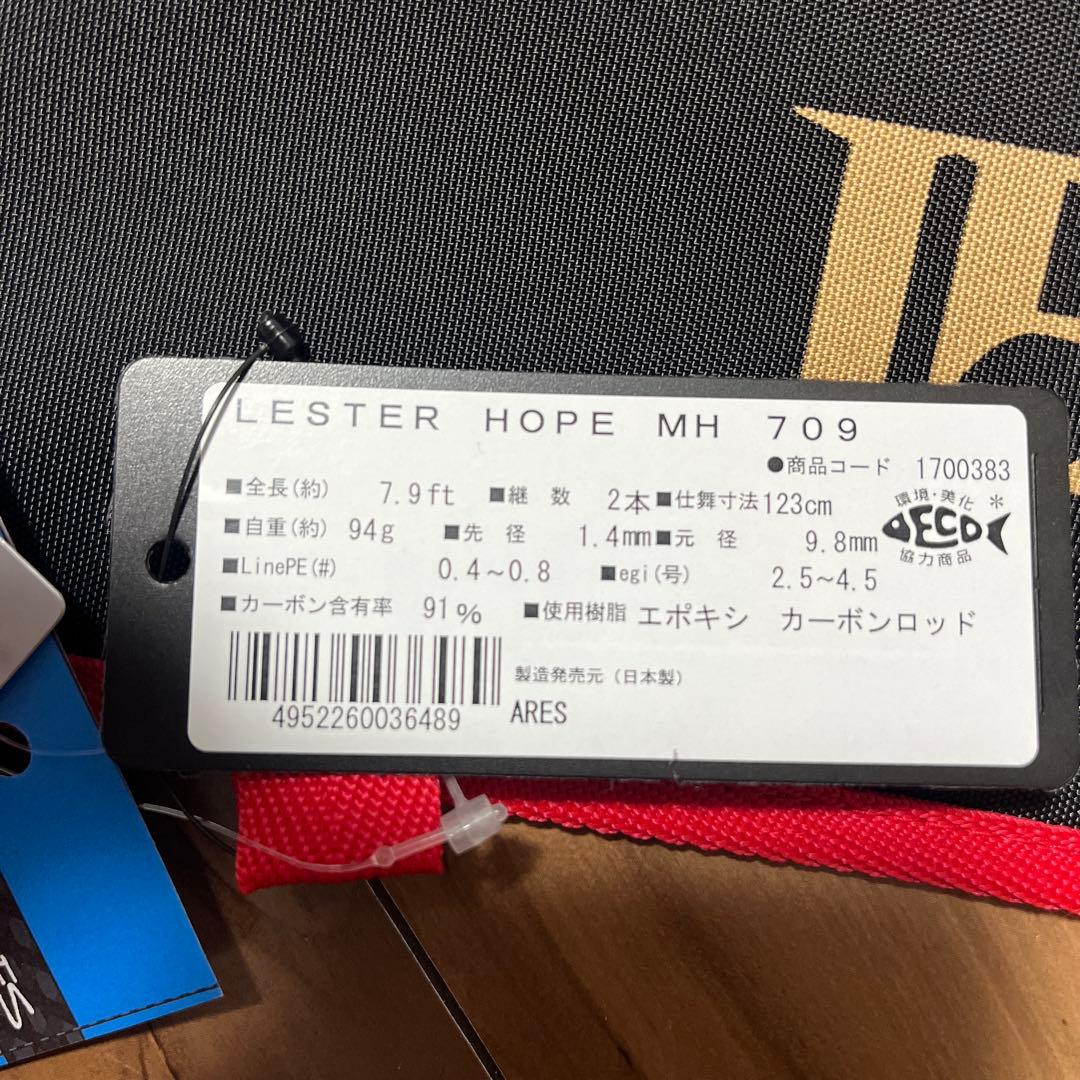 LESTER HOPE MH 709
●商品コード 1700383
■全長(約) 7.9ft ■継 数 2本 ■仕舞寸法 123cm
■自重(約) 94g ■先 径 1.4mm ■元 径 9.8mm
■LinePE(#) 0.4~0.8 ■egi(号) 2.5~4.5
■カーボン含有率 91% ■使用樹脂 エポキシ カーボンロッド
環境・美化 *
DECO
協力商品
製造発売元 (日本製)
ARES
4952260036489